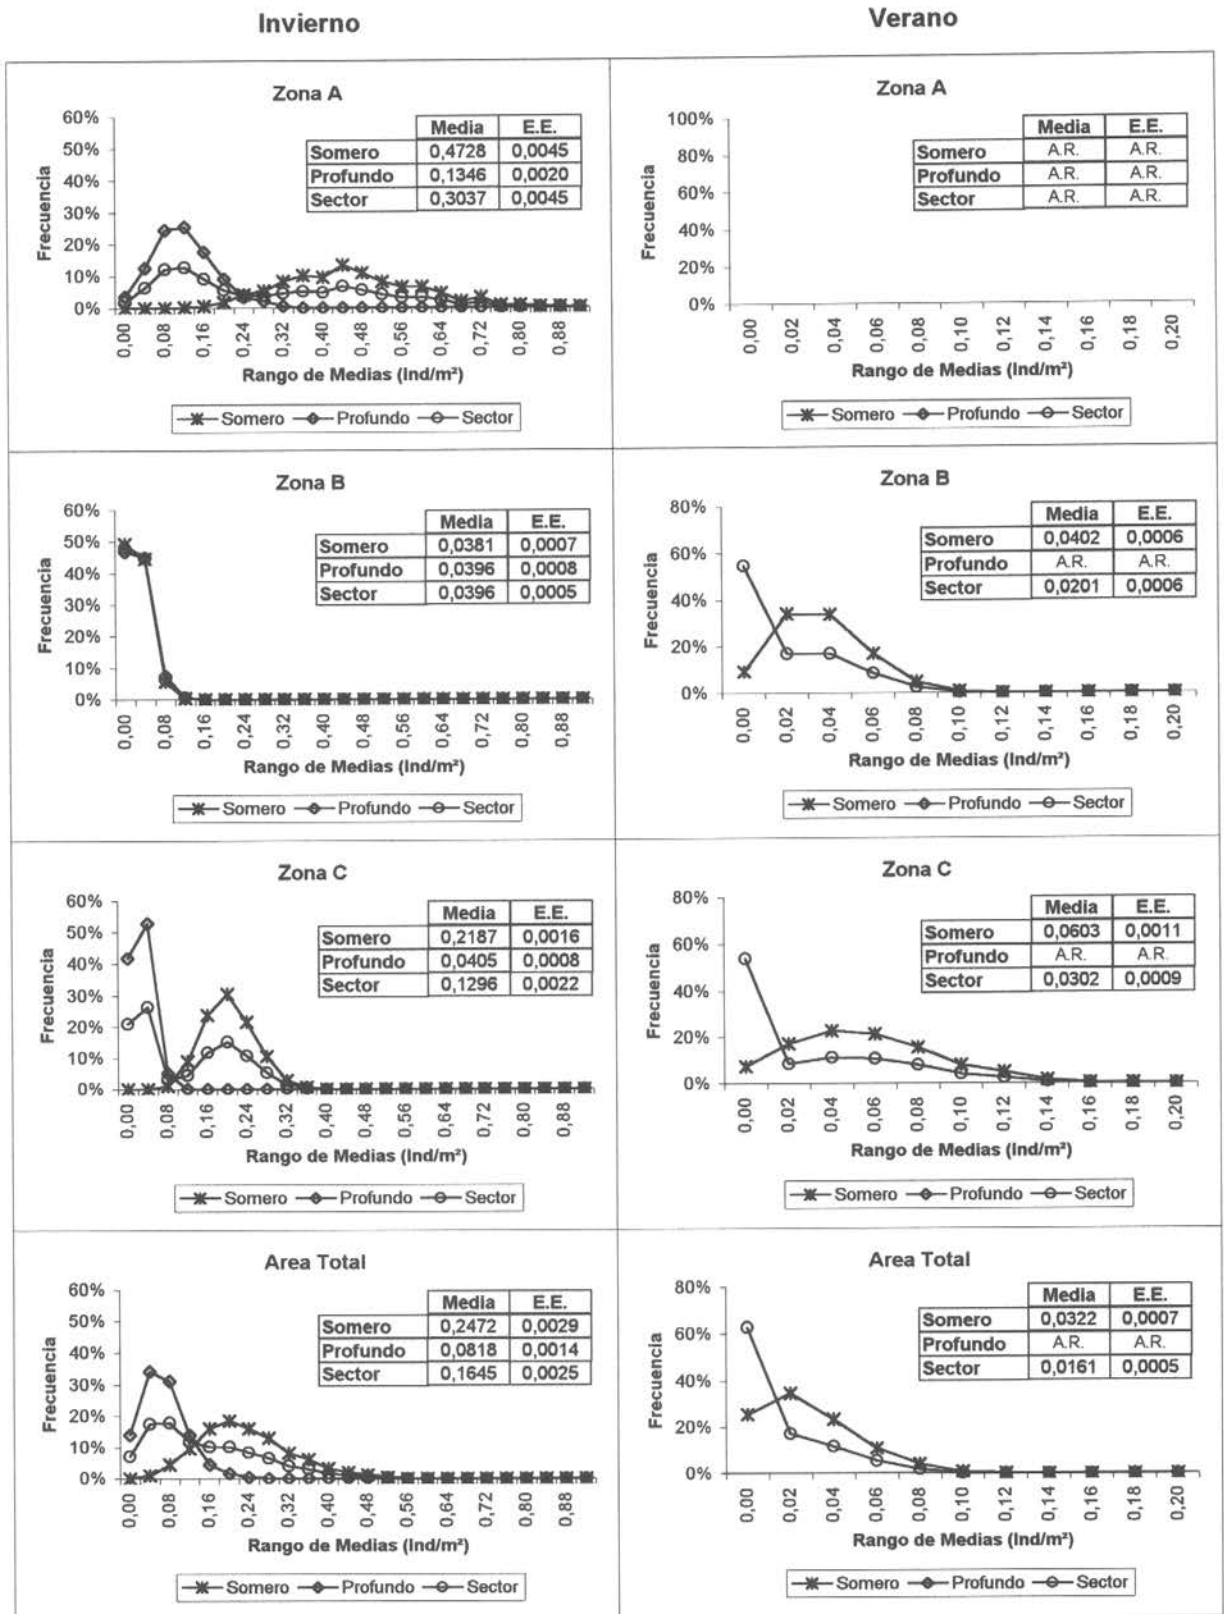 Invierno
Verano
Zona A
60%
50%
40%
30%
20%
10%
0%
Frecuencia
Media E.E.
Somero 0,4728 0,0045
Profundo 0,1346 0,0020
Sector 0,3037 0,0045
0,00 0,08 0,16 0,24 0,32 0,40 0,48 0,56 0,64 0,72 0,80 0,88
Rango de Medias (Ind/m²)
Somero Profundo Sector
Zona A
100%
80%
60%
40%
20%
0%
Frecuencia
Media E.E.
Somero A.R. A.R.
Profundo A.R. A.R.
Sector A.R. A.R.
0,00 0,02 0,04 0,06 0,08 0,10 0,12 0,14 0,16 0,18 0,20
Rango de Medias (Ind/m²)
Somero Profundo Sector
Zona B
60%
50%
40%
30%
20%
10%
0%
Frecuencia
Media E.E.
Somero 0,0381 0,0007
Profundo 0,0396 0,0008
Sector 0,0396 0,0005
0,00 0,08 0,16 0,24 0,32 0,40 0,48 0,56 0,64 0,72 0,80 0,88
Rango de Medias (Ind/m²)
Somero Profundo Sector
Zona B
80%
60%
40%
20%
0%
Frecuencia
Media E.E.
Somero 0,0402 0,0006
Profundo A.R. A.R.
Sector 0,0201 0,0006
0,00 0,02 0,04 0,06 0,08 0,10 0,12 0,14 0,16 0,18 0,20
Rango de Medias (Ind/m²)
Somero Profundo Sector
Zona C
60%
50%
40%
30%
20%
10%
0%
Frecuencia
Media E.E.
Somero 0,2187 0,0016
Profundo 0,0405 0,0008
Sector 0,1296 0,0022
0,00 0,08 0,16 0,24 0,32 0,40 0,48 0,56 0,64 0,72 0,80 0,88
Rango de Medias (Ind/m²)
Somero Profundo Sector
Zona C
80%
60%
40%
20%
0%
Frecuencia
Media E.E.
Somero 0,0603 0,0011
Profundo A.R. A.R.
Sector 0,0302 0,0009
0,00 0,02 0,04 0,06 0,08 0,10 0,12 0,14 0,16 0,18 0,20
Rango de Medias (Ind/m²)
Somero Profundo Sector
Area Total
60%
50%
40%
30%
20%
10%
0%
Frecuencia
Media E.E.
Somero 0,2472 0,0029
Profundo 0,0818 0,0014
Sector 0,1645 0,0025
0,00 0,08 0,16 0,24 0,32 0,40 0,48 0,56 0,64 0,72 0,80 0,88
Rango de Medias (Ind/m²)
Somero Profundo Sector
Area Total
80%
60%
40%
20%
0%
Frecuencia
Media E.E.
Somero 0,0322 0,0007
Profundo A.R. A.R.
Sector 0,0161 0,0005
0,00 0,02 0,04 0,06 0,08 0,10 0,12 0,14 0,16 0,18 0,20
Rango de Medias (Ind/m²)
Somero Profundo Sector